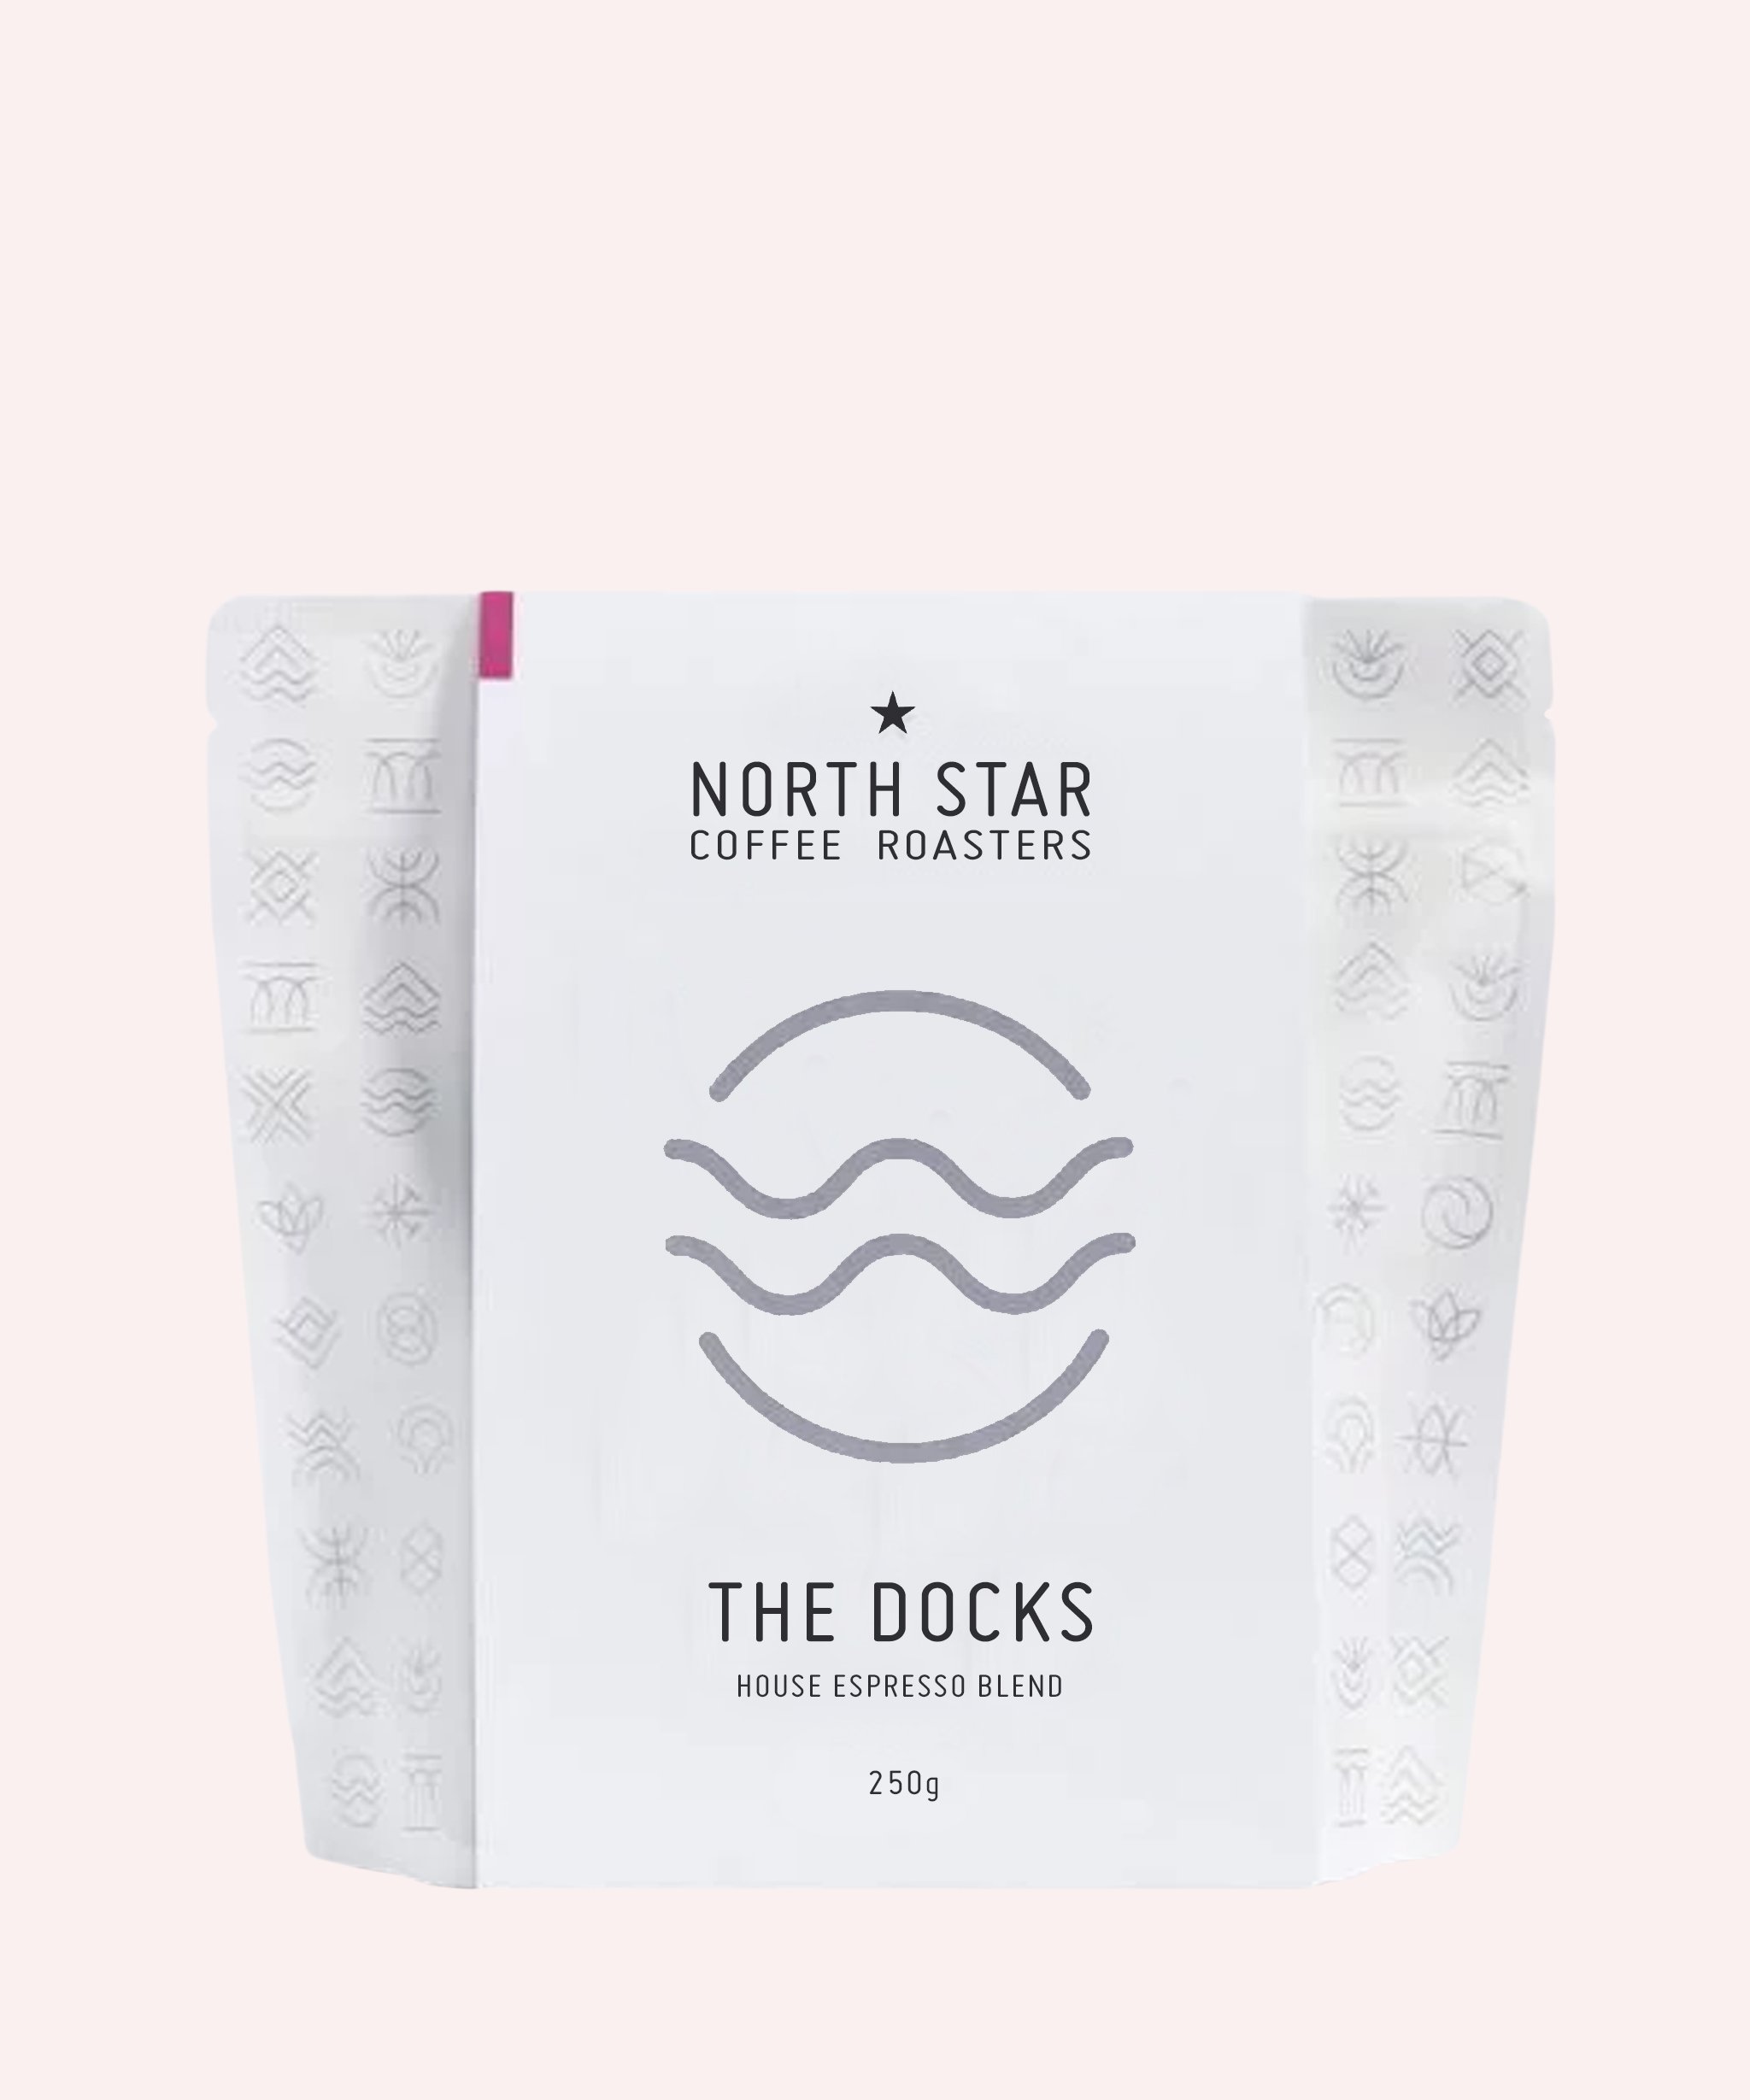 NORTH STAR
COFFEE ROASTERS
THE DOCKS
HOUSE ESPRESSO BLEND
250g